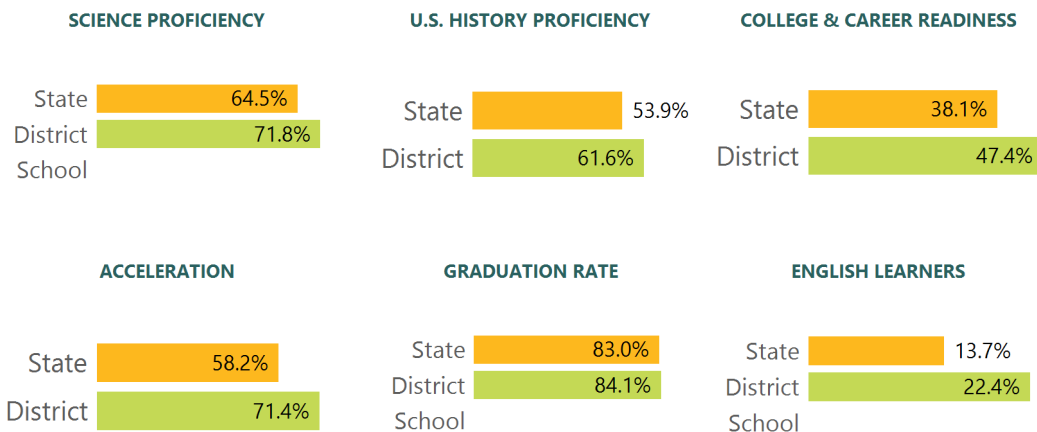 SCIENCE PROFICIENCY
State 64.5%
District 71.8%
School
U.S. HISTORY PROFICIENCY
State 53.9%
District 61.6%
COLLEGE & CAREER READINESS
State 38.1%
District 47.4%
ACCELERATION
State 58.2%
District 71.4%
GRADUATION RATE
State 83.0%
District 84.1%
School
ENGLISH LEARNERS
State 13.7%
District 22.4%
School